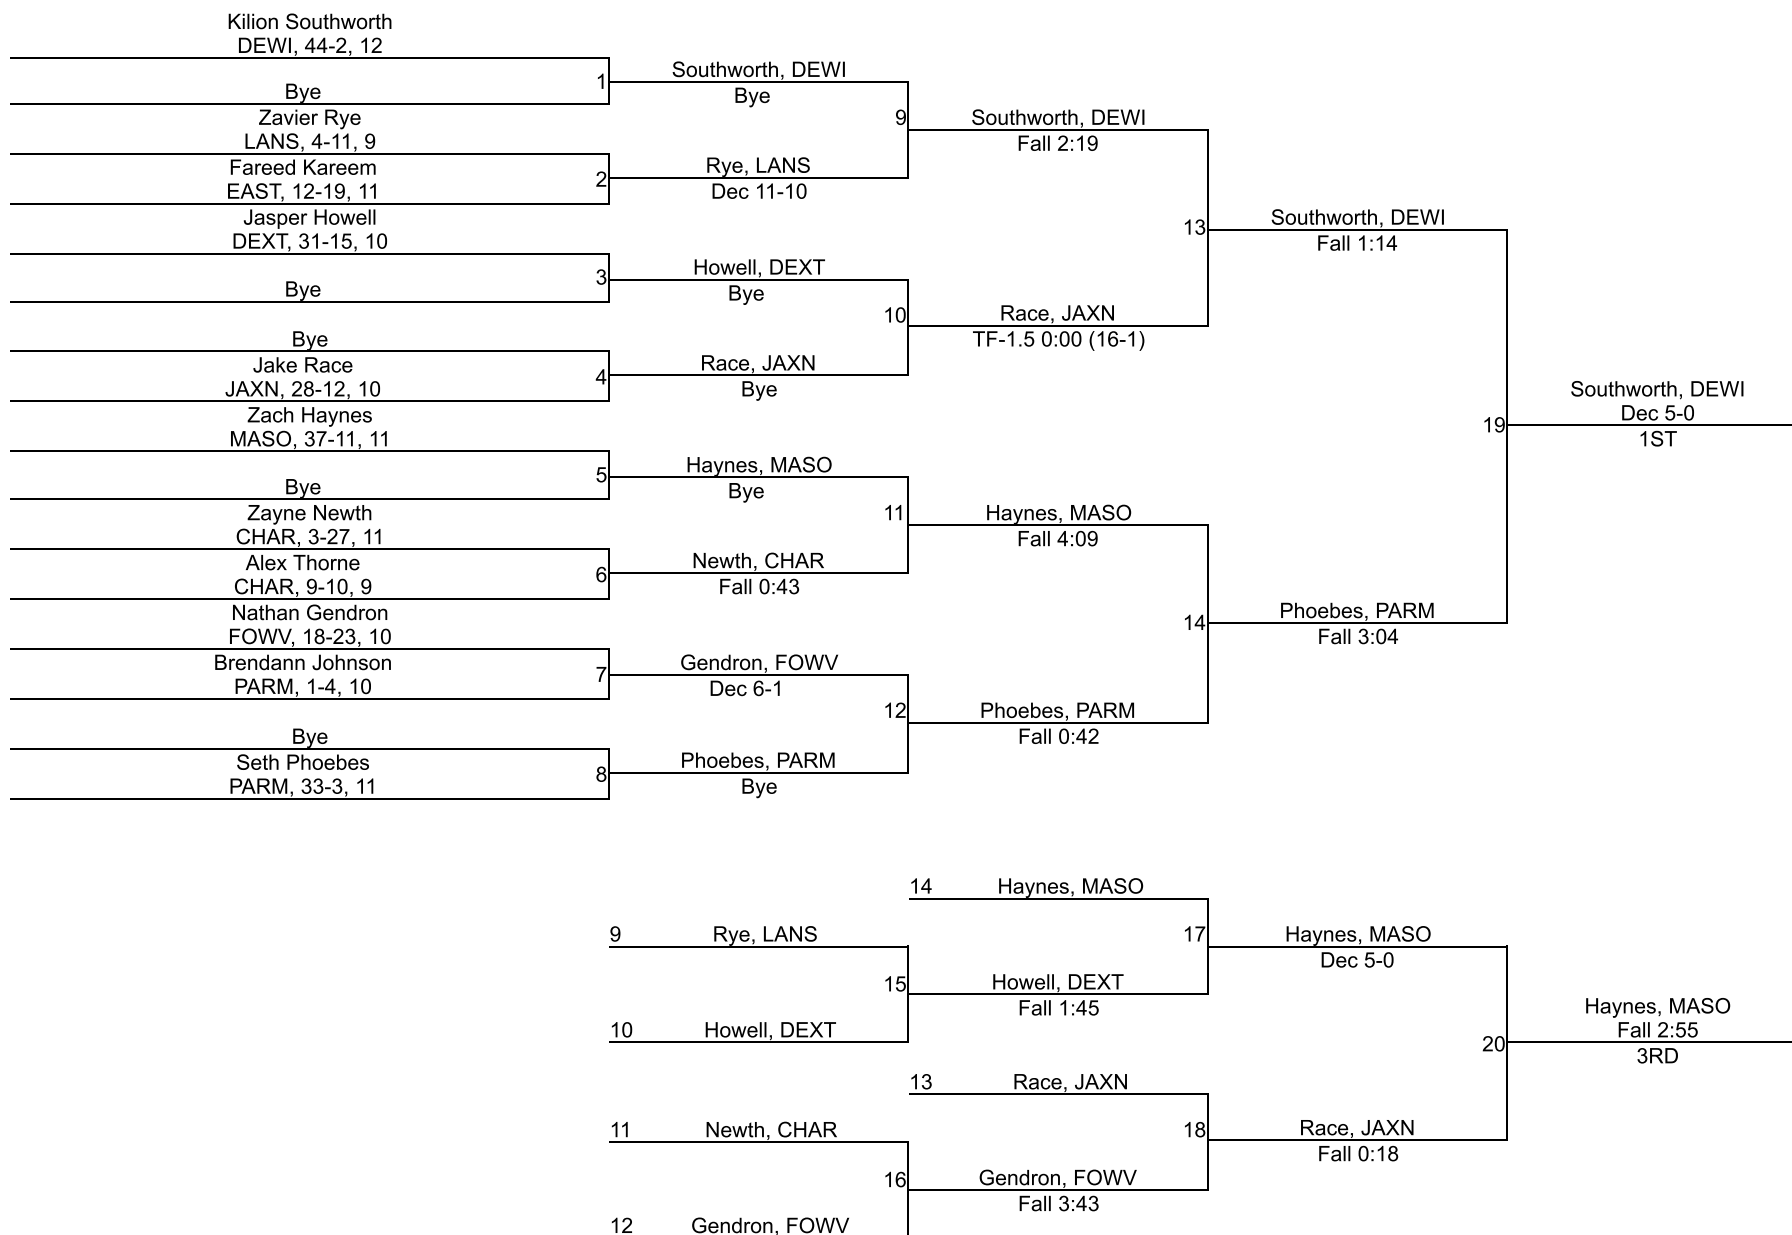 Kilion Southworth
DEWI, 44-2, 12
1
Bye
Zavier Rye
LANS, 4-11, 9
2
Fareed Kareem
EAST, 12-19, 11
Jasper Howell
DEXT, 31-15, 10
3
Bye
Bye
4
Jake Race
JAXN, 28-12, 10
Zach Haynes
MASO, 37-11, 11
5
Bye
Zayne Newth
CHAR, 3-27, 11
6
Alex Thorne
CHAR, 9-10, 9
Nathan Gendron
FOWV, 18-23, 10
7
Brendann Johnson
PARM, 1-4, 10
Bye
8
Seth Phoebes
PARM, 33-3, 11
Southworth, DEWI
Bye
9
Rye, LANS
Dec 11-10
Howell, DEXT
Bye
10
Race, JAXN
Bye
Haynes, MASO
Bye
11
Newth, CHAR
Fall 0:43
Gendron, FOWV
Dec 6-1
12
Phoebes, PARM
Bye
Southworth, DEWI
Fall 2:19
13
Race, JAXN
TF-1.5 0:00 (16-1)
Haynes, MASO
Fall 4:09
14
Phoebes, PARM
Fall 0:42
Southworth, DEWI
Fall 1:14
19
Phoebes, PARM
Fall 3:04
Southworth, DEWI
Dec 5-0
1ST
14 Haynes, MASO
9 Rye, LANS
17
15
Howell, DEXT
Fall 1:45
10 Howell, DEXT
13 Race, JAXN
11 Newth, CHAR
18
16
Gendron, FOWV
Fall 3:43
12 Gendron, FOWV
Haynes, MASO
Dec 5-0
20
Race, JAXN
Fall 0:18
Haynes, MASO
Fall 2:55
3RD